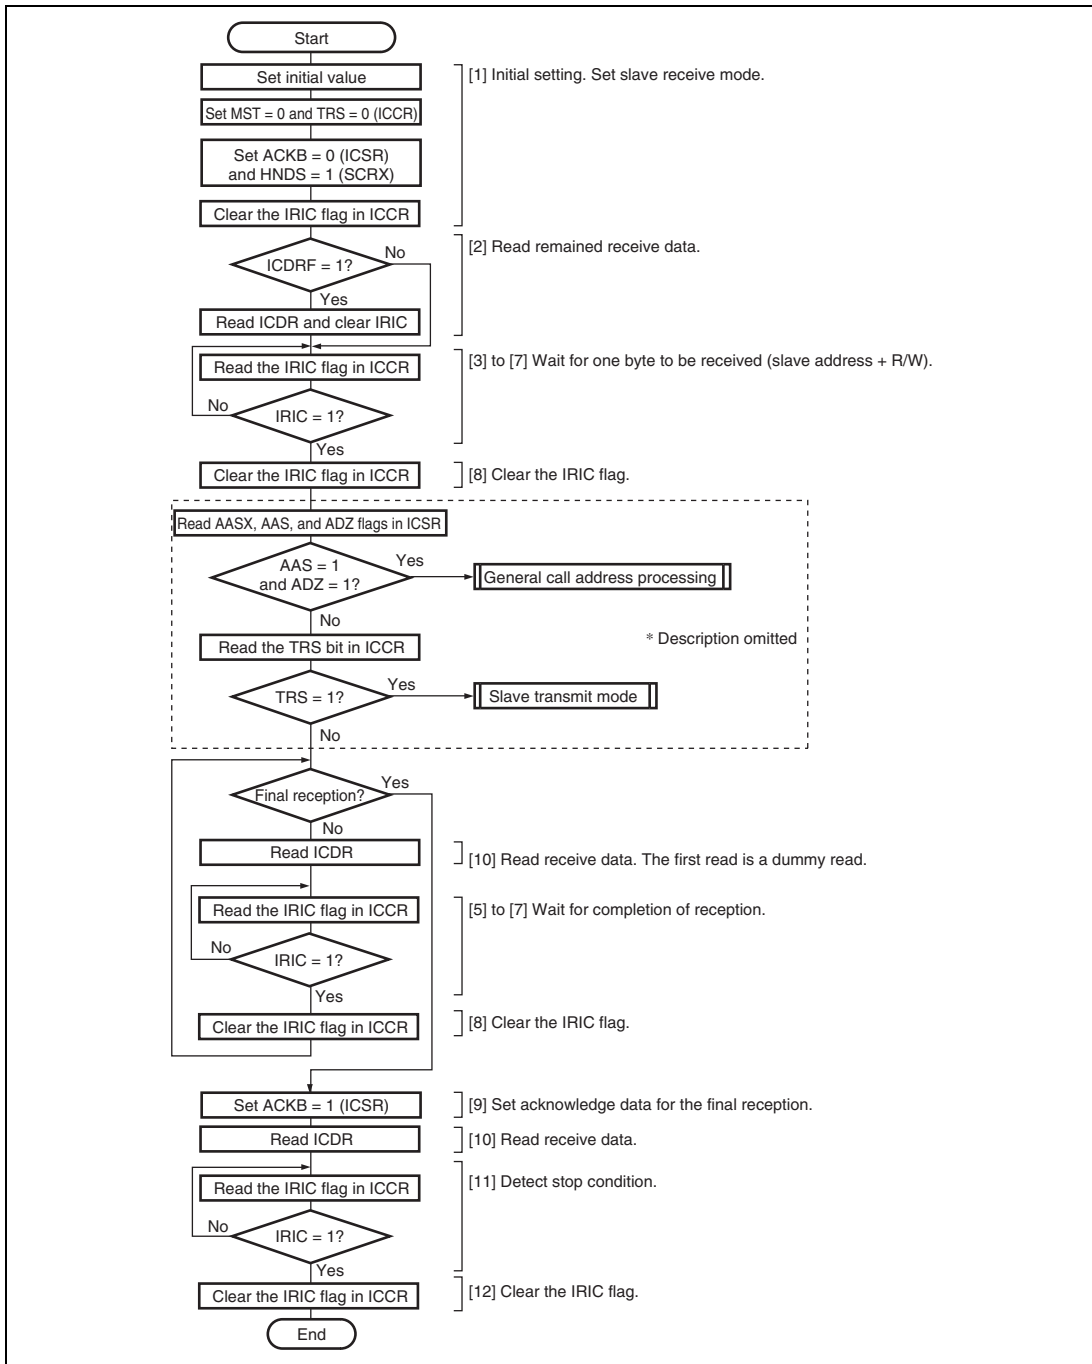 Start
Set initial value
[1] Initial setting. Set slave receive mode.
Set MST = 0 and TRS = 0 (ICCR)
Set ACKB = 0 (ICSR)
and HNDS = 1 (SCRX)
Clear the IRIC flag in ICCR
[2] Read remained receive data.
ICDRF = 1?
No
Yes
Read ICDR and clear IRIC
Read the IRIC flag in ICCR
[3] to [7] Wait for one byte to be received (slave address + R/W).
No
IRIC = 1?
Yes
Clear the IRIC flag in ICCR
[8] Clear the IRIC flag.
Read AASX, AAS, and ADZ flags in ICSR
AAS = 1
and ADZ = 1?
Yes
General call address processing
No
Read the TRS bit in ICCR
* Description omitted
TRS = 1?
Yes
Slave transmit mode
No
Final reception?
Yes
No
Read ICDR
[10] Read receive data. The first read is a dummy read.
Read the IRIC flag in ICCR
[5] to [7] Wait for completion of reception.
No
IRIC = 1?
Yes
Clear the IRIC flag in ICCR
[8] Clear the IRIC flag.
Set ACKB = 1 (ICSR)
[9] Set acknowledge data for the final reception.
Read ICDR
[10] Read receive data.
Read the IRIC flag in ICCR
[11] Detect stop condition.
No
IRIC = 1?
Yes
Clear the IRIC flag in ICCR
[12] Clear the IRIC flag.
End